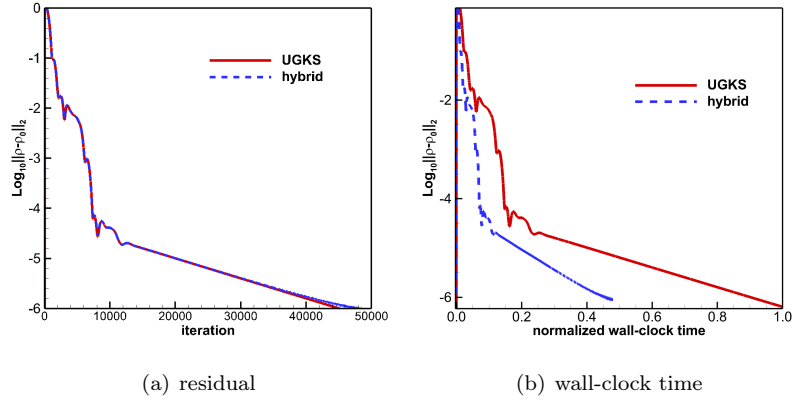 0
-1
-2
-3
-4
-5
-6
Log10||ρ-ρ0||2
UGKS
hybrid
0 10000 20000 30000 40000 50000
iteration
-2
-4
-6
Log10||ρ-ρ0||2
UGKS
hybrid
0.0 0.2 0.4 0.6 0.8 1.0
normalized wall-clock time
(a) residual
(b) wall-clock time